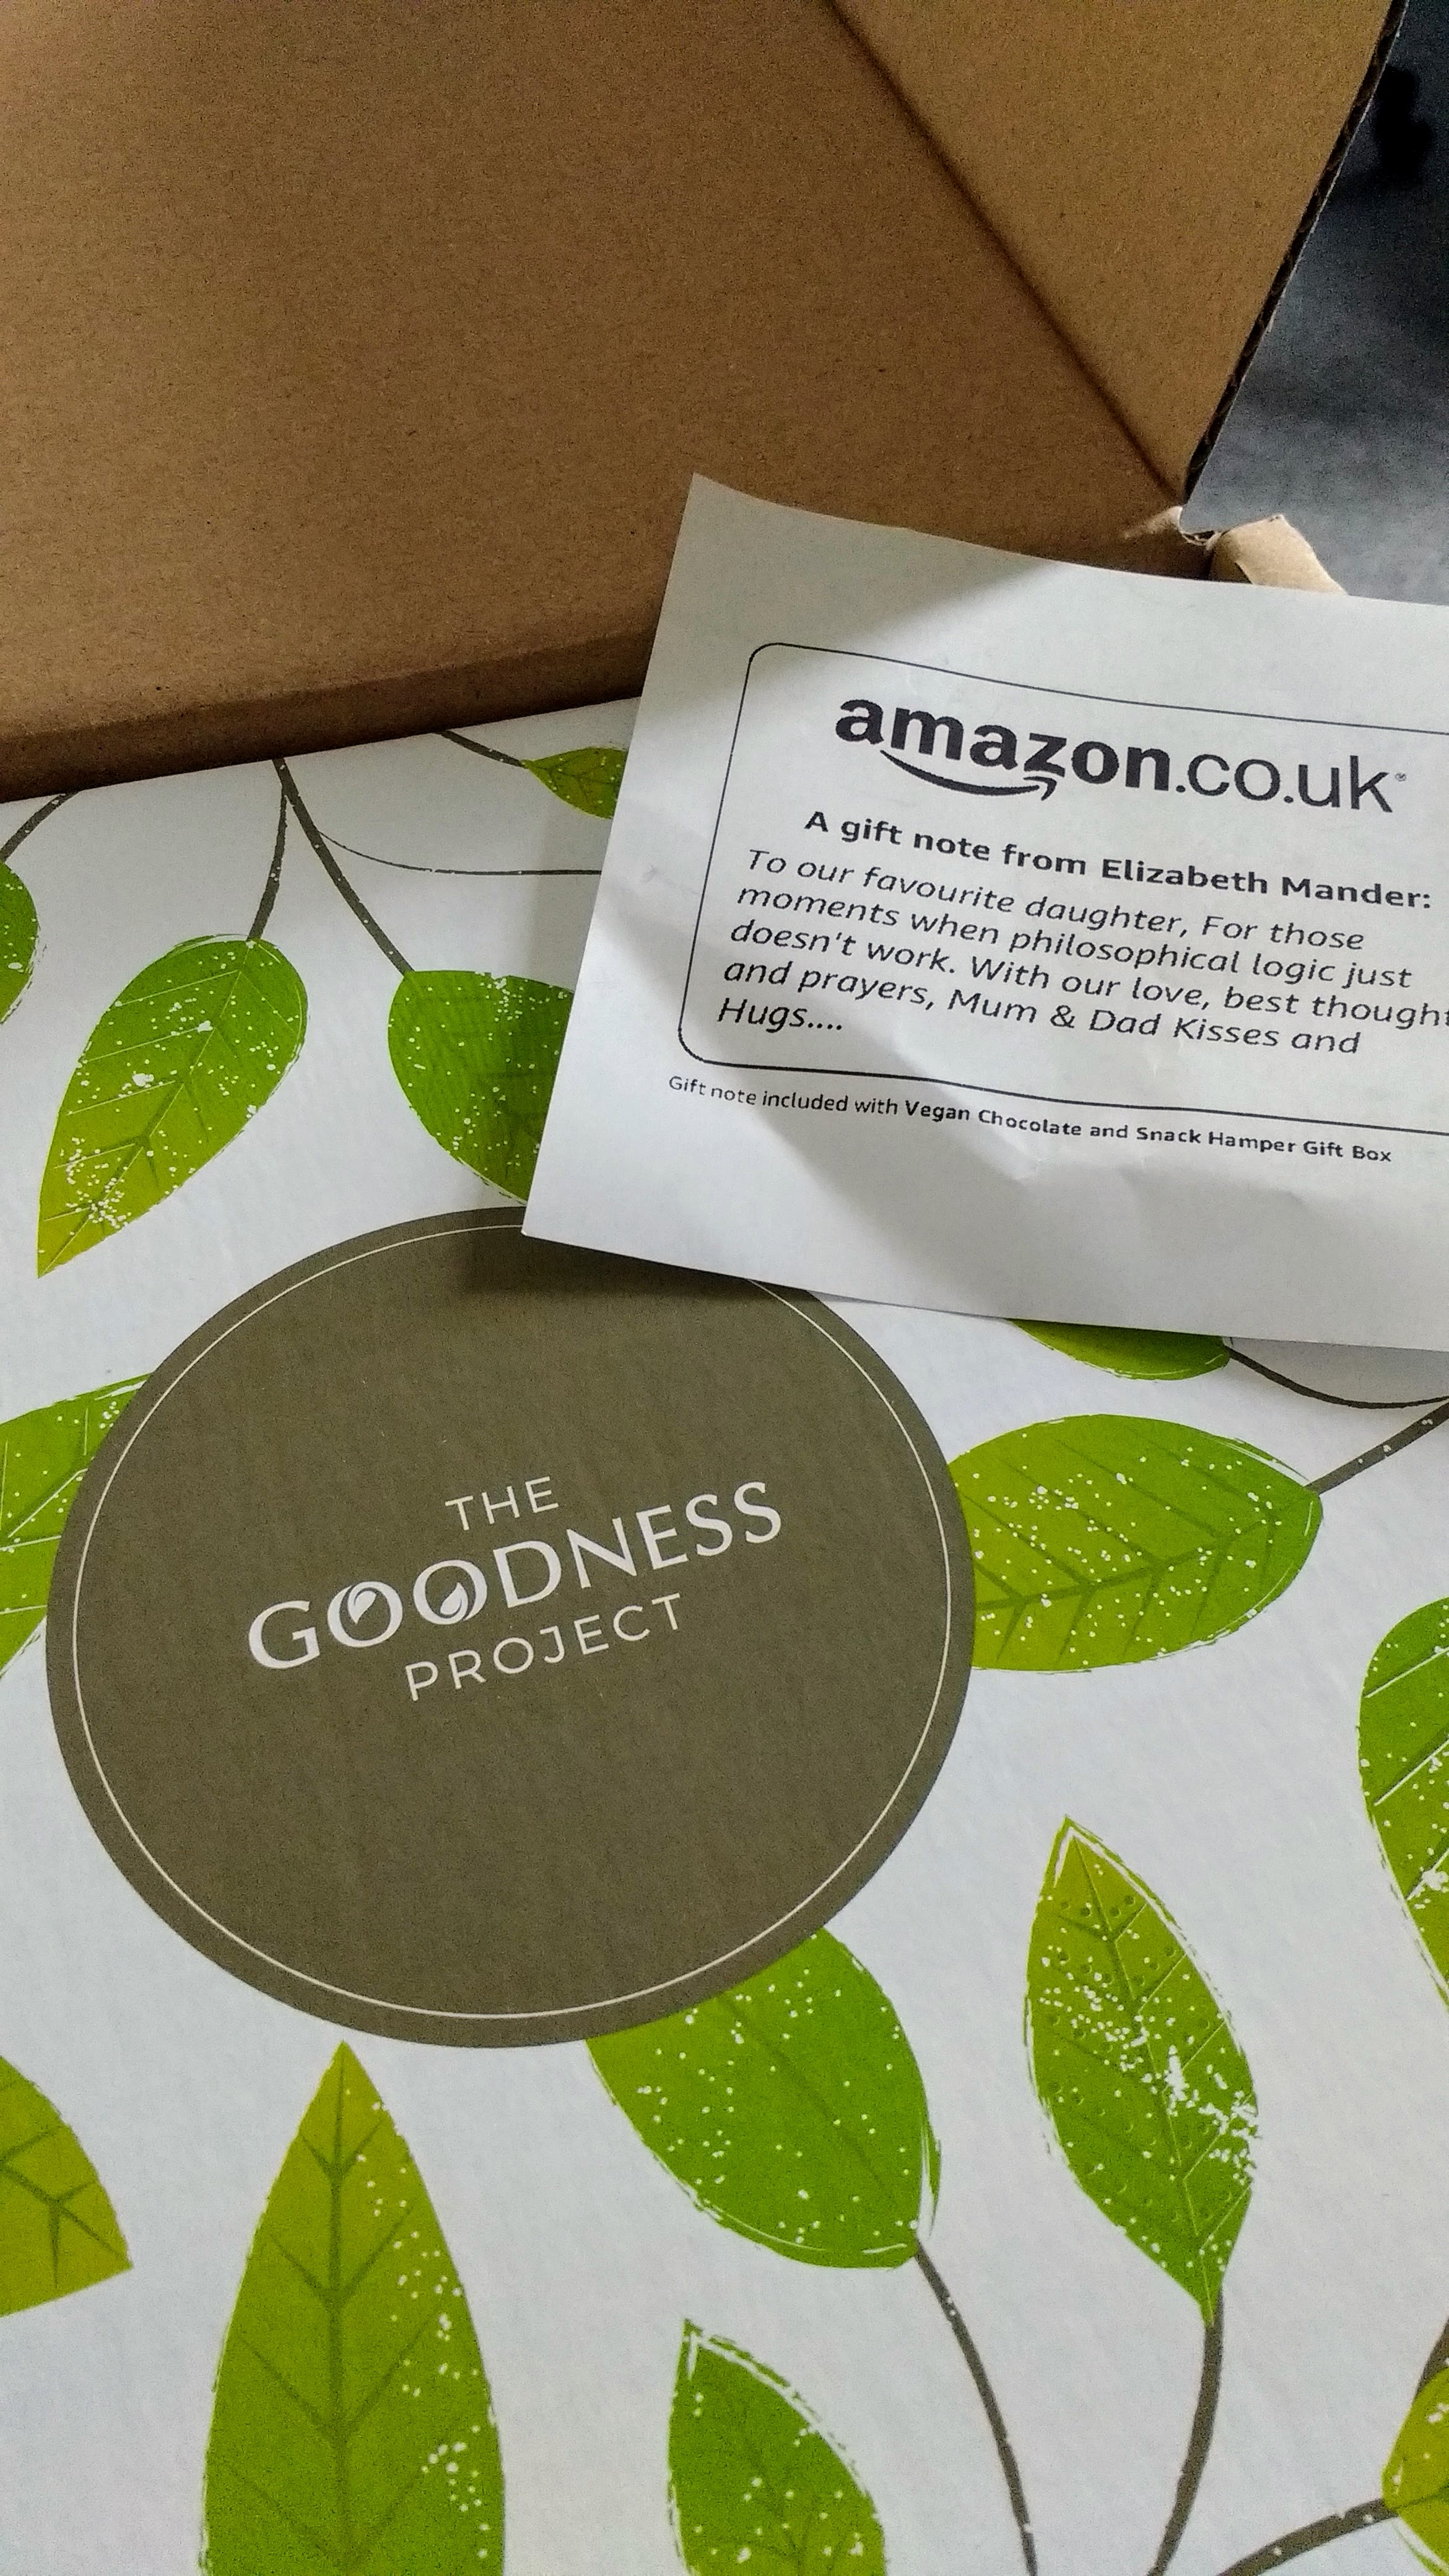 amazon.co.uk
A gift note from Elizabeth Mander:
To our favourite daughter, For those
moments when philosophical logic just
doesn't work. With our love, best thought
and prayers, Mum & Dad Kisses and
Hugs....
Gift note included with Vegan Chocolate and Snack Hamper Gift Box
THE
GOODNESS
PROJECT